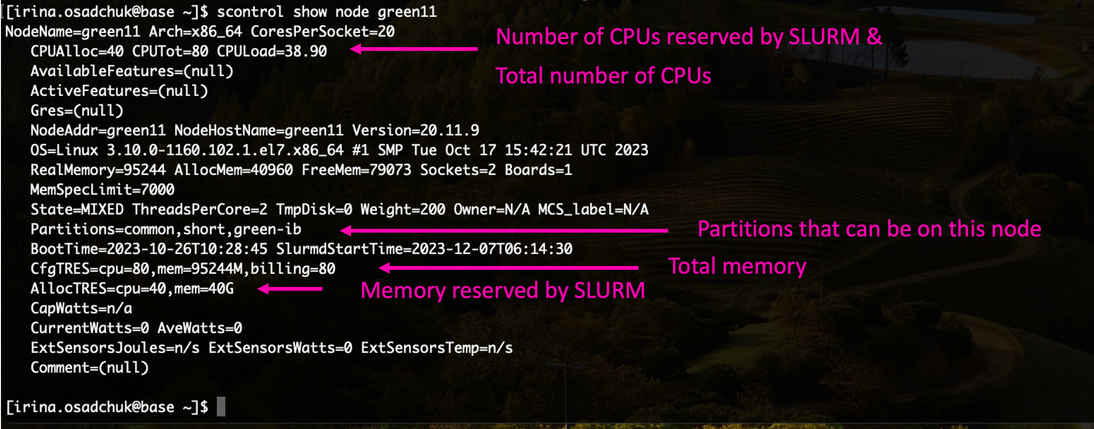 [irina.osadchuk@base ~]$ scontrol show node green11
NodeName=green11 Arch=x86_64 CoresPerSocket=20
CPUAlloc=40 CPUTot=80 CPULoad=38.90
Number of CPUs reserved by SLURM &
Total number of CPUs
AvailableFeatures=(null)
ActiveFeatures=(null)
Gres=(null)
NodeAddr=green11 NodeHostName=green11 Version=20.11.9
OS=Linux 3.10.0-1160.102.1.el7.x86_64 #1 SMP Tue Oct 17 15:42:21 UTC 2023
RealMemory=95244 AllocMem=40960 FreeMem=79073 Sockets=2 Boards=1
MemSpecLimit=7000
State=MIXED ThreadsPerCore=2 TmpDisk=0 Weight=200 Owner=N/A MCS_label=N/A
Partitions=common,short,green-ib
Partitions that can be on this node
BootTime=2023-10-26T10:28:45 SlurmdStartTime=2023-12-07T06:14:30
CfgTRES=cpu=80,mem=95244M,billing=80
Total memory
AllocTRES=cpu=40,mem=40G
Memory reserved by SLURM
CapWatts=n/a
CurrentWatts=0 AveWatts=0
ExtSensorsJoules=n/s ExtSensorsWatts=0 ExtSensorsTemp=n/s
Comment=(null)
[irina.osadchuk@base ~]$